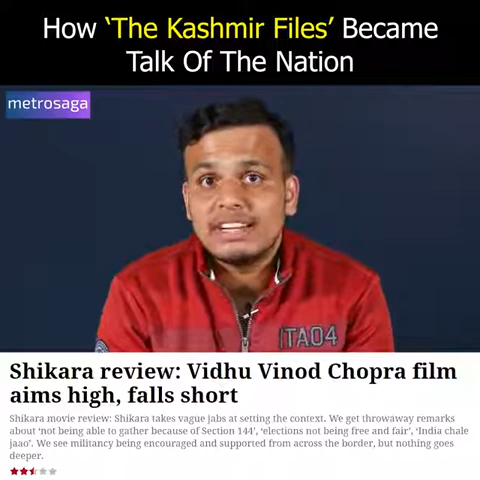 How ‘The Kashmir Files’ Became
Talk Of The Nation
metrosaga
ITA04
Shikara review: Vidhu Vinod Chopra film
aims high, falls short
Shikara movie review: Shikara takes vague jabs at setting the context. We get throwaway remarks
about ‘not being able to gather because of Section 144’, ‘elections not being free and fair’, ‘India chale
jaao’. We see militancy being encouraged and supported from across the border, but nothing goes
deeper.